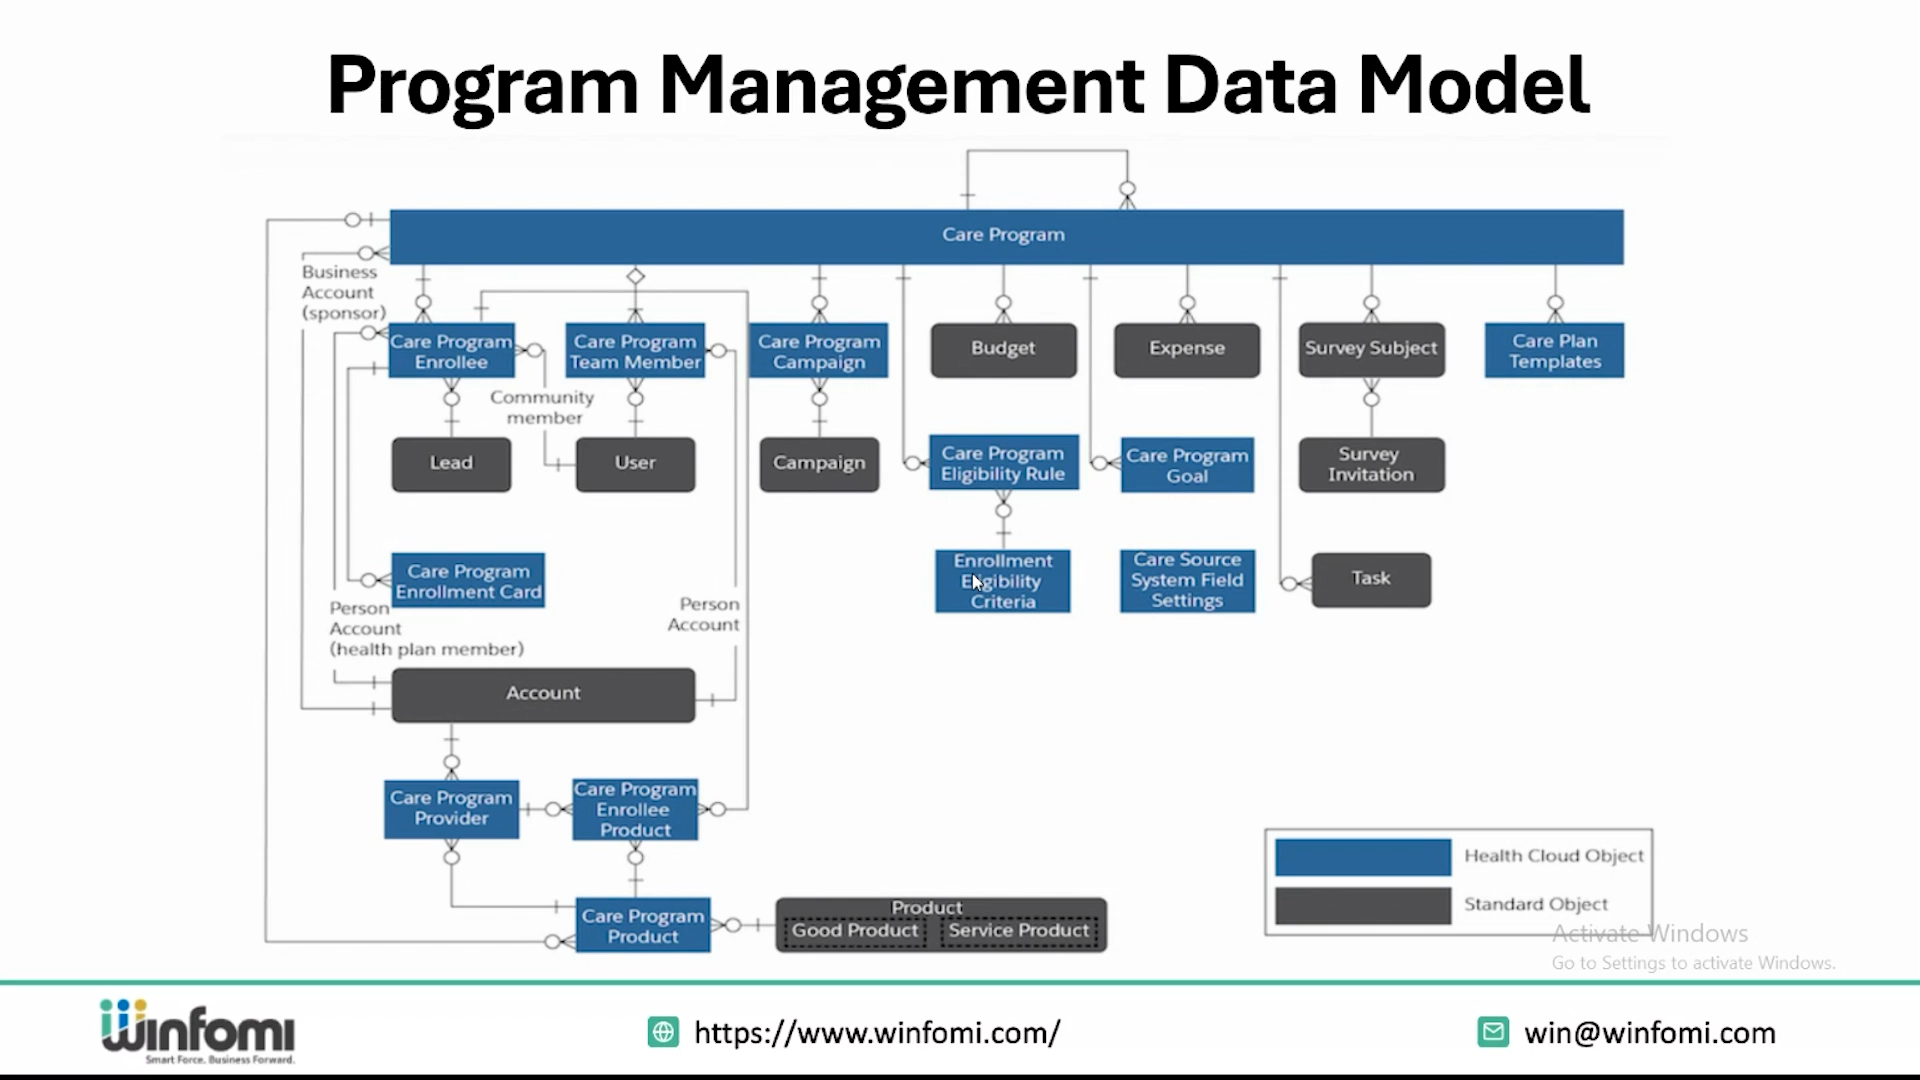 Program Management Data Model
Care Program
Business
Account
(sponsor)
Care Program
Enrollee
Care Program
Team Member
Care Program
Campaign
Budget
Expense
Survey Subject
Care Plan
Templates
Community
member
Lead
User
Campaign
Care Program
Eligibility Rule
Care Program
Goal
Survey
Invitation
Care Program
Enrollment Card
Enrollment
Eligibility
Criteria
Care Source
System Field
Settings
Task
Person
Account
(health plan member)
Person
Account
Account
Care Program
Provider
Care Program
Enrollee
Product
Care Program
Product
Product
Good Product
Service Product
Health Cloud Object
Standard Object
Activate Windows
Go to Settings to activate Windows.
winfomi
Smart Force. Business Forward.
https://www.winfomi.com/
win@winfomi.com